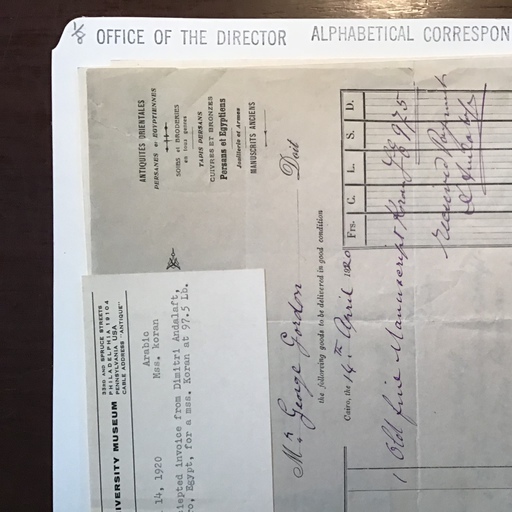 IVERSITY MUSEUM
33RD AND SPRUCE STREETS
PHILADELPHIA 19104
PENNSYLVANIA USA
CABLE ADDRESS "ANTIQUE"
14, 1920
Arabic
Mss. koran
invoice from Dimitri Andalaft,
ro, Egypt, for a mss. Koran at 97.5 Lb.
ANTIQUITÉS ORIENTALES
PERSANES et EGYPTIENNES
SOIES et BRODERIES
en tous genres
TAPIS PERSANS
CUIVRES ET BRONZES
Persans et Egyptiens
Joaillerie et Armes
MANUSCRITS ANCIENS
Mr. George Gordon Doit
the following goods to be delivered in good condition
Cairo, the 14th April 1920
Frs. C. L. S. D.
1 Old fine Manuscript Koran £E 97.5
received Payment
OFFICE OF THE DIRECTOR ALPHABETICAL CORRESPON